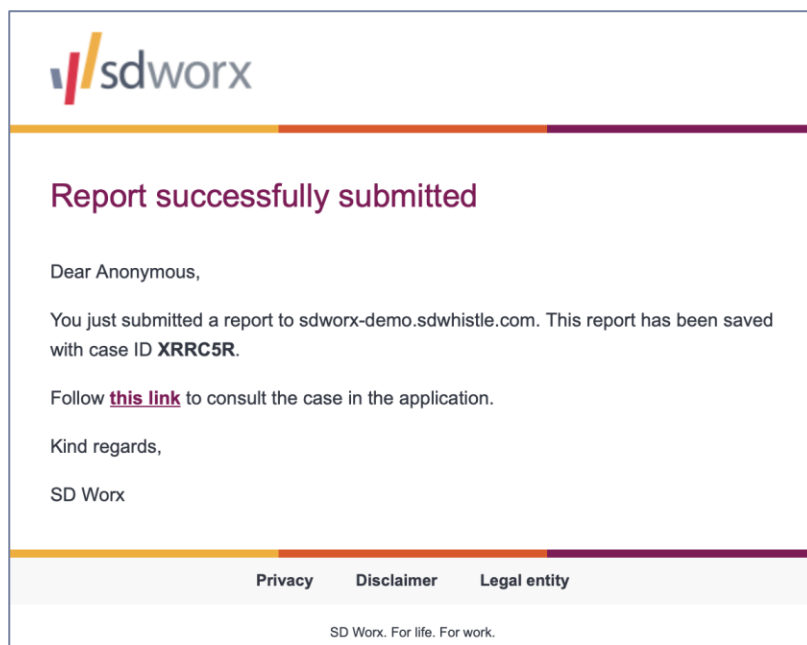 sdworx
Report successfully submitted
Dear Anonymous,
You just submitted a report to sdworx-demo.sdwhistle.com. This report has been saved
with case ID XRRC5R.
Follow this link to consult the case in the application.
Kind regards,
SD Worx
Privacy Disclaimer Legal entity
SD Worx. For life. For work.